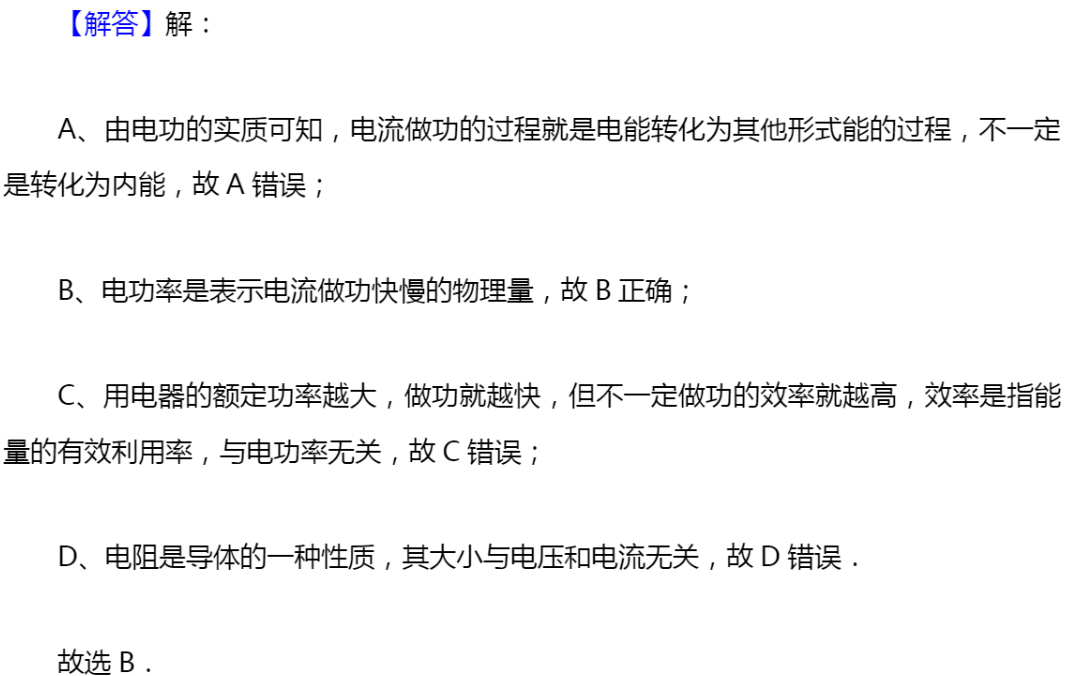 【解答】解：
A、由电功的实质可知，电流做功的过程就是电能转化为其他形式能的过程，不一定
是转化为内能，故 A 错误；
B、电功率是表示电流做功快慢的物理量，故 B 正确；
C、用电器的额定功率越大，做功就越快，但不一定做功的效率就越高，效率是指能
量的有效利用率，与电功率无关，故 C 错误；
D、电阻是导体的一种性质，其大小与电压和电流无关，故 D 错误．
故选 B．